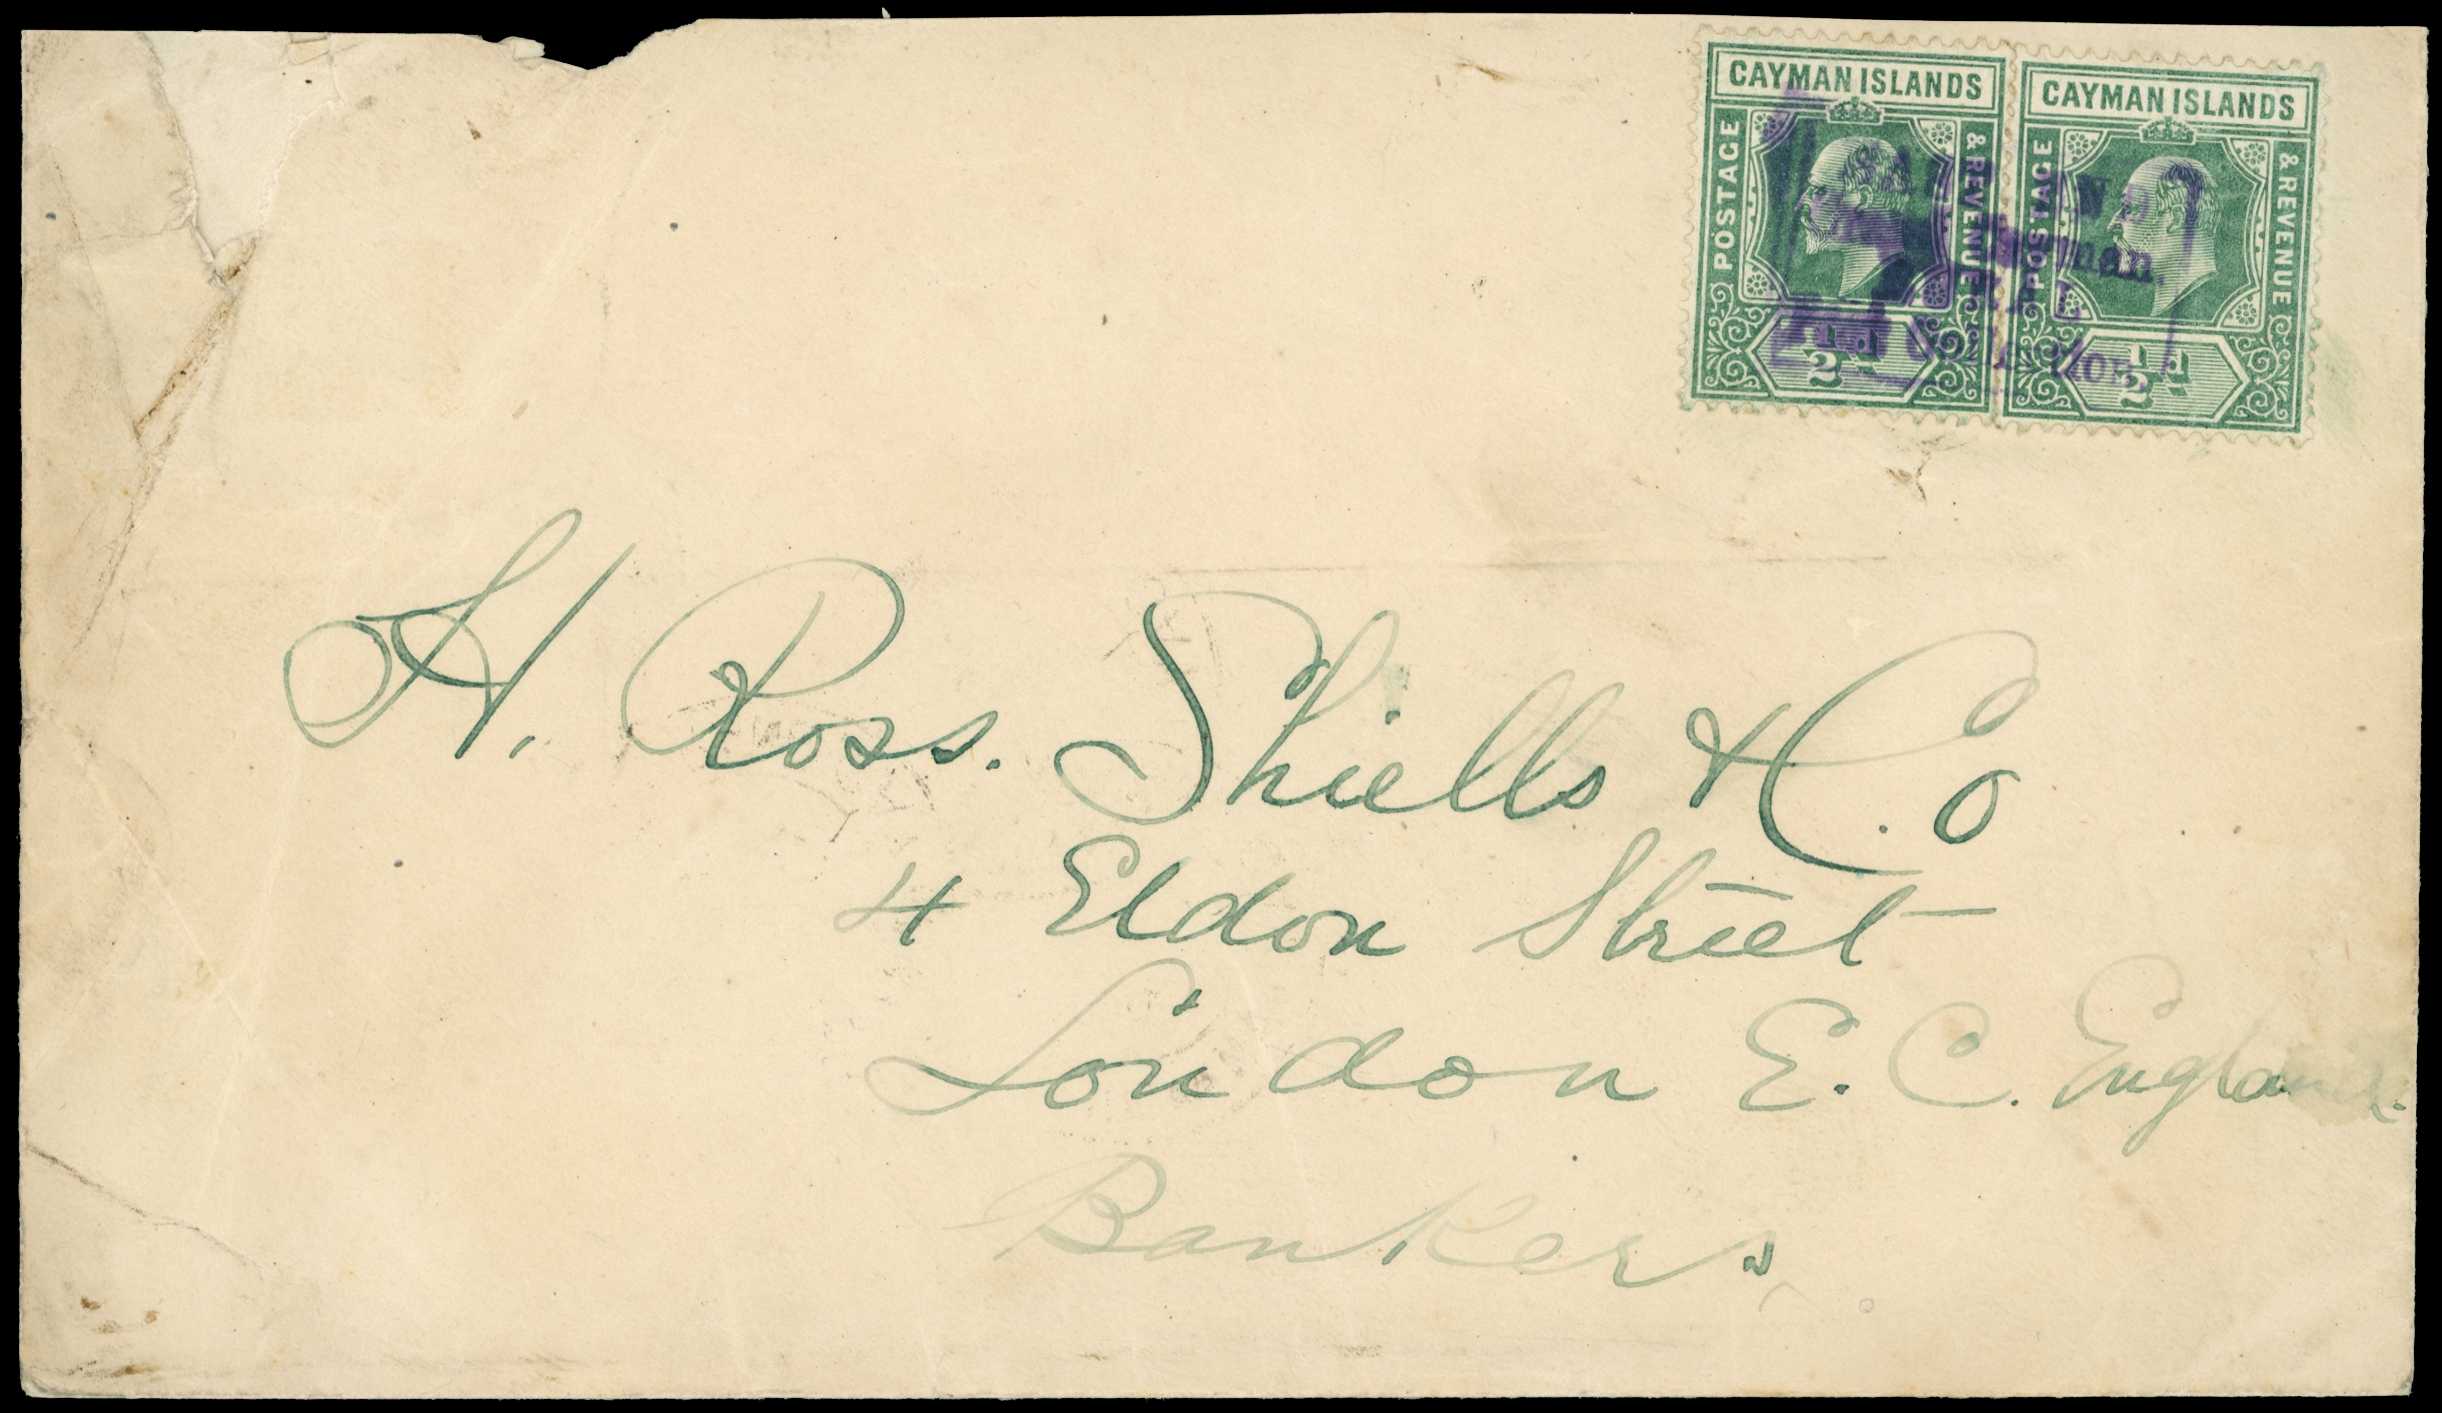 CAYMAN ISLANDS
POSTAGE
& REVENUE
½d
CAYMAN ISLANDS
POSTAGE
& REVENUE
½d
H. Ross. Shiells & Co
4 Eldon Street
London E. C. England.
Bankers